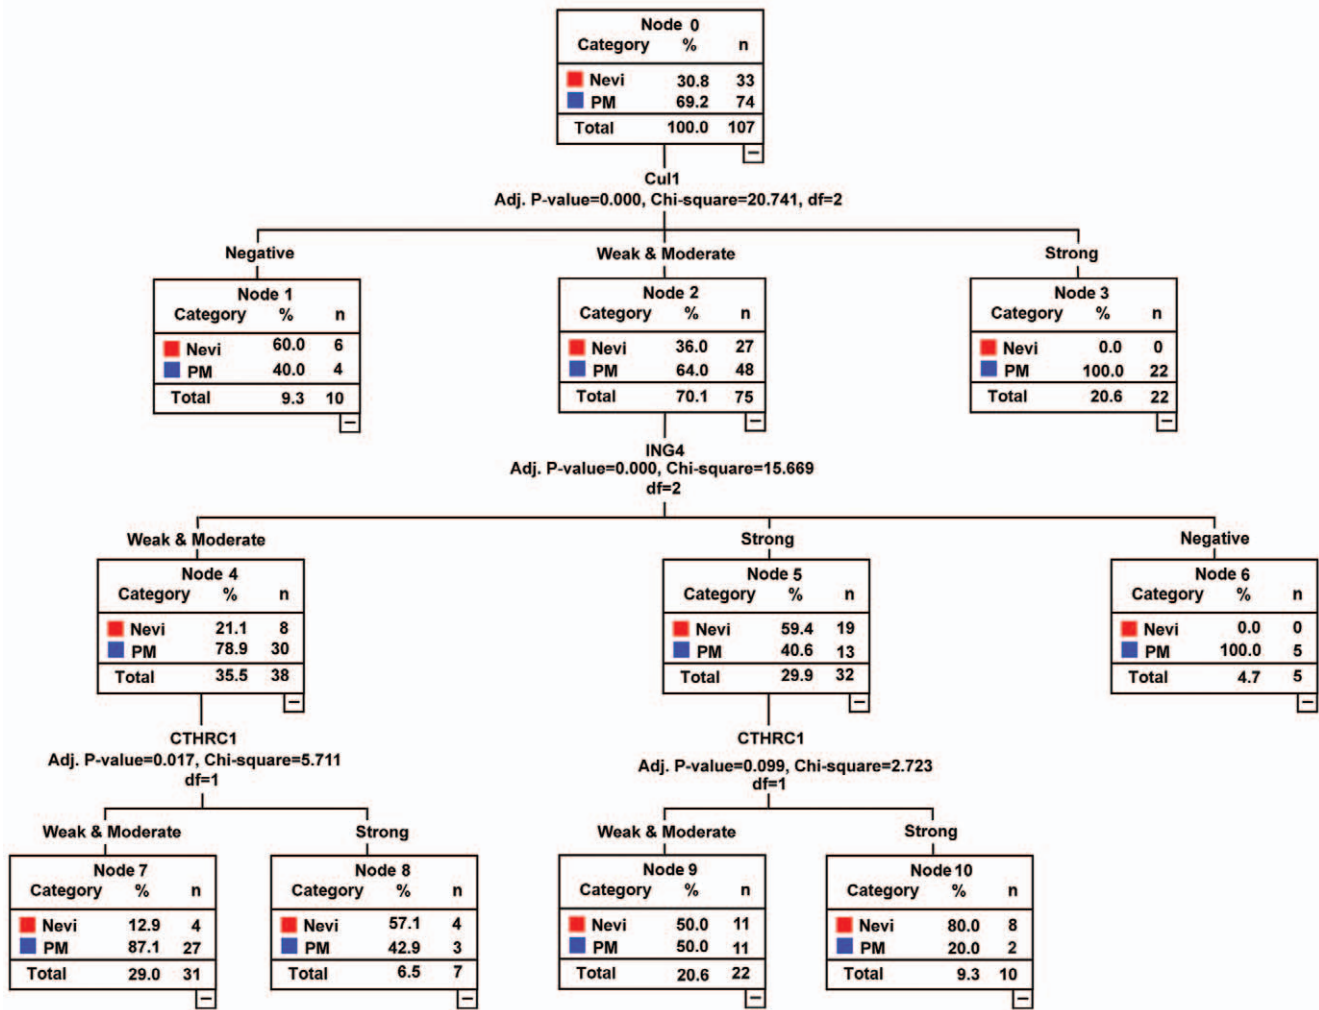 Node 0
Category % n
Nevi 30.8 33
PM 69.2 74
Total 100.0 107
Cul1
Adj. P-value=0.000, Chi-square=20.741, df=2
Negative
Weak & Moderate
Strong
Node 1
Category % n
Nevi 60.0 6
PM 40.0 4
Total 9.3 10
Node 2
Category % n
Nevi 36.0 27
PM 64.0 48
Total 70.1 75
Node 3
Category % n
Nevi 0.0 0
PM 100.0 22
Total 20.6 22
ING4
Adj. P-value=0.000, Chi-square=15.669
df=2
Weak & Moderate
Strong
Negative
Node 4
Category % n
Nevi 21.1 8
PM 78.9 30
Total 35.5 38
Node 5
Category % n
Nevi 59.4 19
PM 40.6 13
Total 29.9 32
Node 6
Category % n
Nevi 0.0 0
PM 100.0 5
Total 4.7 5
CTHRC1
Adj. P-value=0.017, Chi-square=5.711
df=1
CTHRC1
Adj. P-value=0.099, Chi-square=2.723
df=1
Weak & Moderate
Strong
Weak & Moderate
Strong
Node 7
Category % n
Nevi 12.9 4
PM 87.1 27
Total 29.0 31
Node 8
Category % n
Nevi 57.1 4
PM 42.9 3
Total 6.5 7
Node 9
Category % n
Nevi 50.0 11
PM 50.0 11
Total 20.6 22
Node 10
Category % n
Nevi 80.0 8
PM 20.0 2
Total 9.3 10